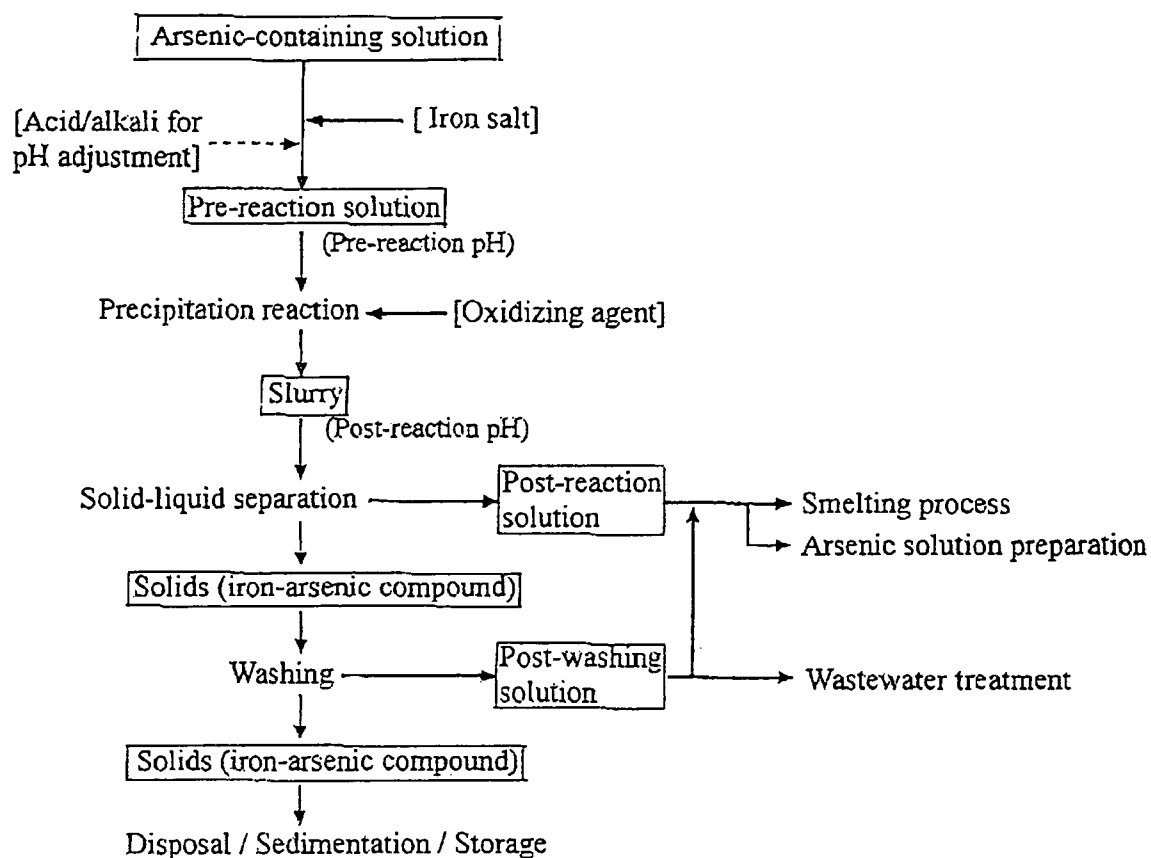 Arsenic-containing solution
[Iron salt]
[Acid/alkali for
pH adjustment]
Pre-reaction solution
(Pre-reaction pH)
Precipitation reaction
[Oxidizing agent]
Slurry
(Post-reaction pH)
Solid-liquid separation
Post-reaction
solution
Smelting process
Arsenic solution preparation
Solids (iron-arsenic compound)
Washing
Post-washing
solution
Wastewater treatment
Solids (iron-arsenic compound)
Disposal / Sedimentation / Storage